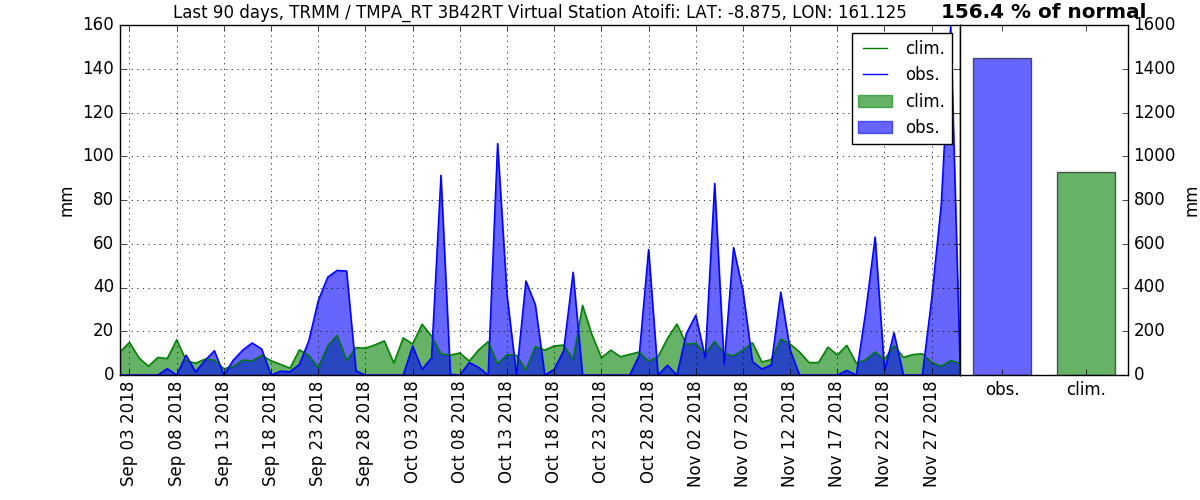 Last 90 days, TRMM / TMPA_RT 3B42RT Virtual Station Atoifi: LAT: -8.875, LON: 161.125
156.4 % of normal
160
140
120
100
80
60
40
20
0
mm
clim.
obs.
clim.
obs.
1600
1400
1200
1000
800
600
400
200
0
mm
Sep 03 2018
Sep 08 2018
Sep 13 2018
Sep 18 2018
Sep 23 2018
Sep 28 2018
Oct 03 2018
Oct 08 2018
Oct 13 2018
Oct 18 2018
Oct 23 2018
Oct 28 2018
Nov 02 2018
Nov 07 2018
Nov 12 2018
Nov 17 2018
Nov 22 2018
Nov 27 2018
obs.
clim.